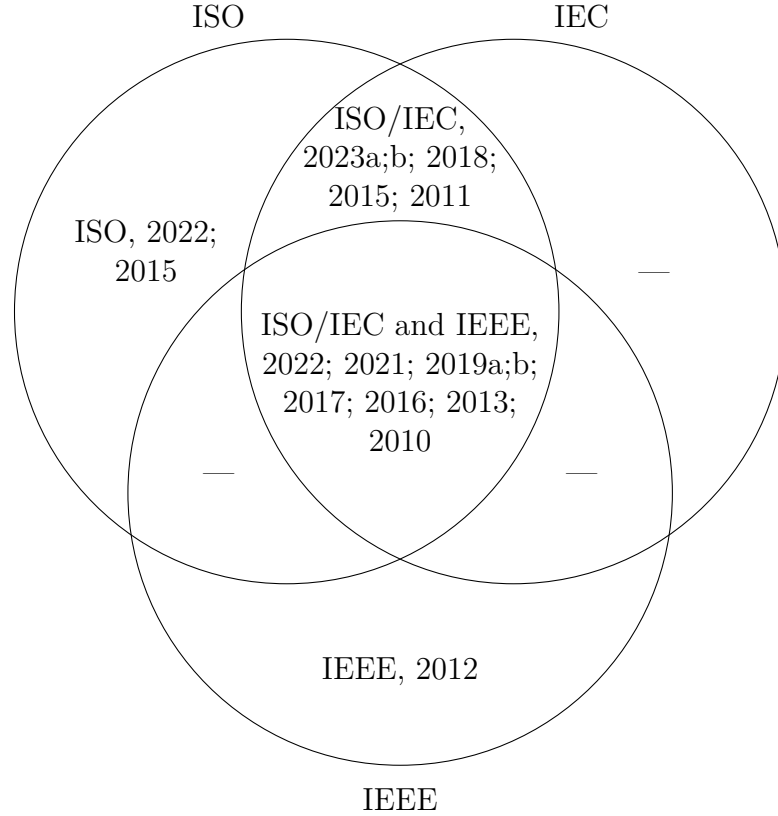 ISO
IEC
ISO/IEC,
2023a;b; 2018;
2015; 2011
ISO, 2022;
2015
—
ISO/IEC and IEEE,
2022; 2021; 2019a;b;
2017; 2016; 2013;
2010
—
—
IEEE, 2012
IEEE